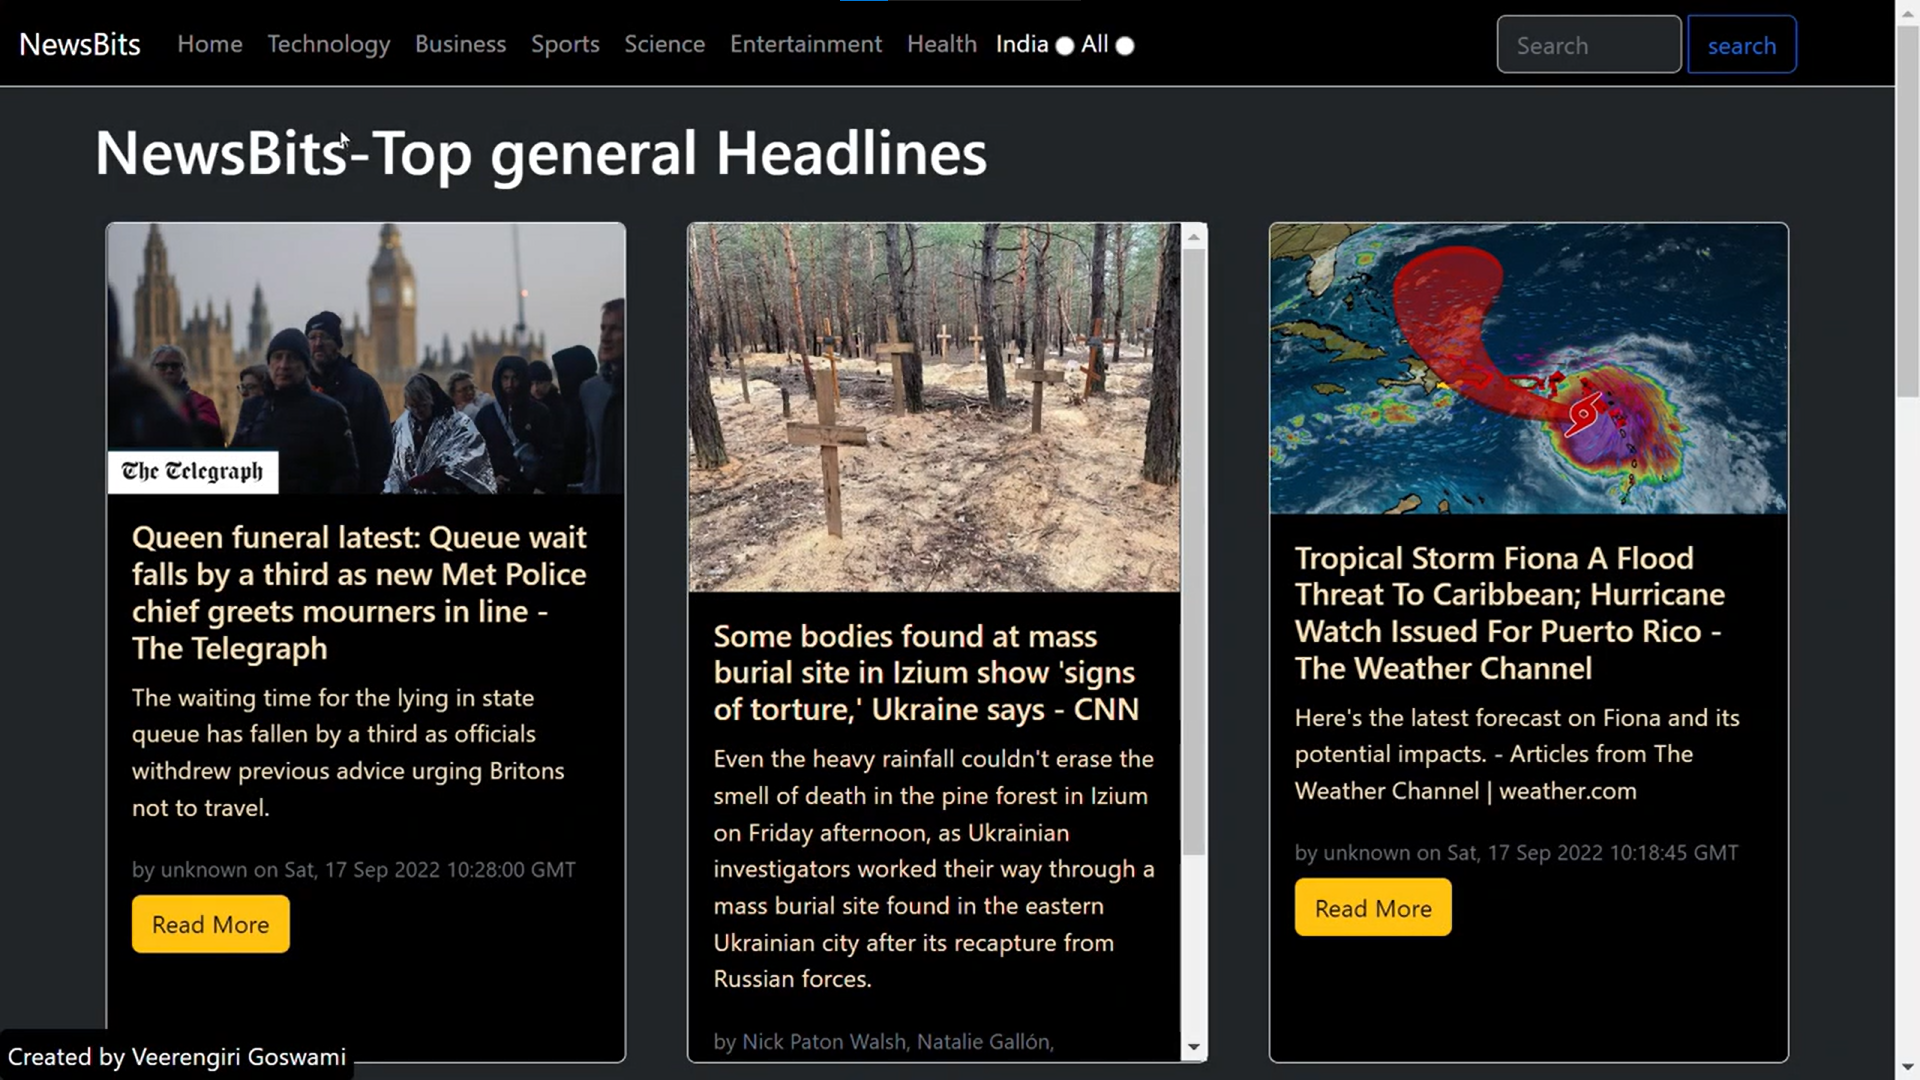 NewsBits Home Technology Business Sports Science Entertainment Health India All Search search
NewsBits-Top general Headlines
The Telegraph
Queen funeral latest: Queue wait
falls by a third as new Met Police
chief greets mourners in line -
The Telegraph
The waiting time for the lying in state
queue has fallen by a third as officials
withdrew previous advice urging Britons
not to travel.
by unknown on Sat, 17 Sep 2022 10:28:00 GMT
Read More
Some bodies found at mass
burial site in Izium show 'signs
of torture,' Ukraine says - CNN
Even the heavy rainfall couldn't erase the
smell of death in the pine forest in Izium
on Friday afternoon, as Ukrainian
investigators worked their way through a
mass burial site found in the eastern
Ukrainian city after its recapture from
Russian forces.
by Nick Paton Walsh, Natalie Gallón,
Tropical Storm Fiona A Flood
Threat To Caribbean; Hurricane
Watch Issued For Puerto Rico -
The Weather Channel
Here's the latest forecast on Fiona and its
potential impacts. - Articles from The
Weather Channel | weather.com
by unknown on Sat, 17 Sep 2022 10:18:45 GMT
Read More
Created by Veerengiri Goswami